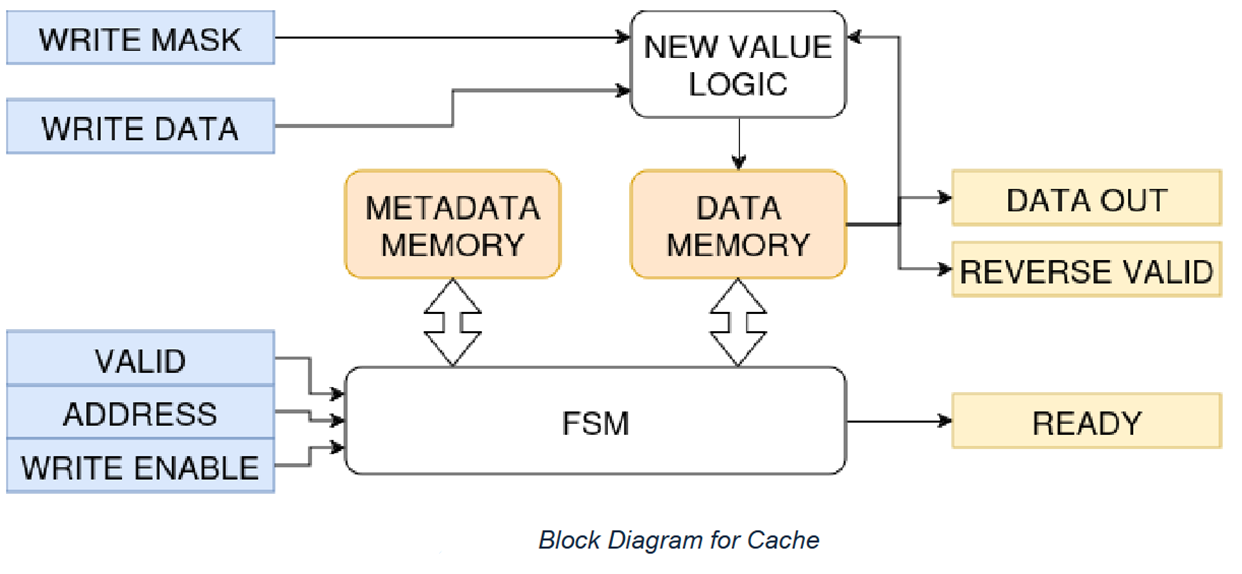 WRITE MASK
NEW VALUE
LOGIC
WRITE DATA
METADATA
MEMORY
DATA
MEMORY
DATA OUT
REVERSE VALID
VALID
ADDRESS
WRITE ENABLE
FSM
READY
Block Diagram for Cache